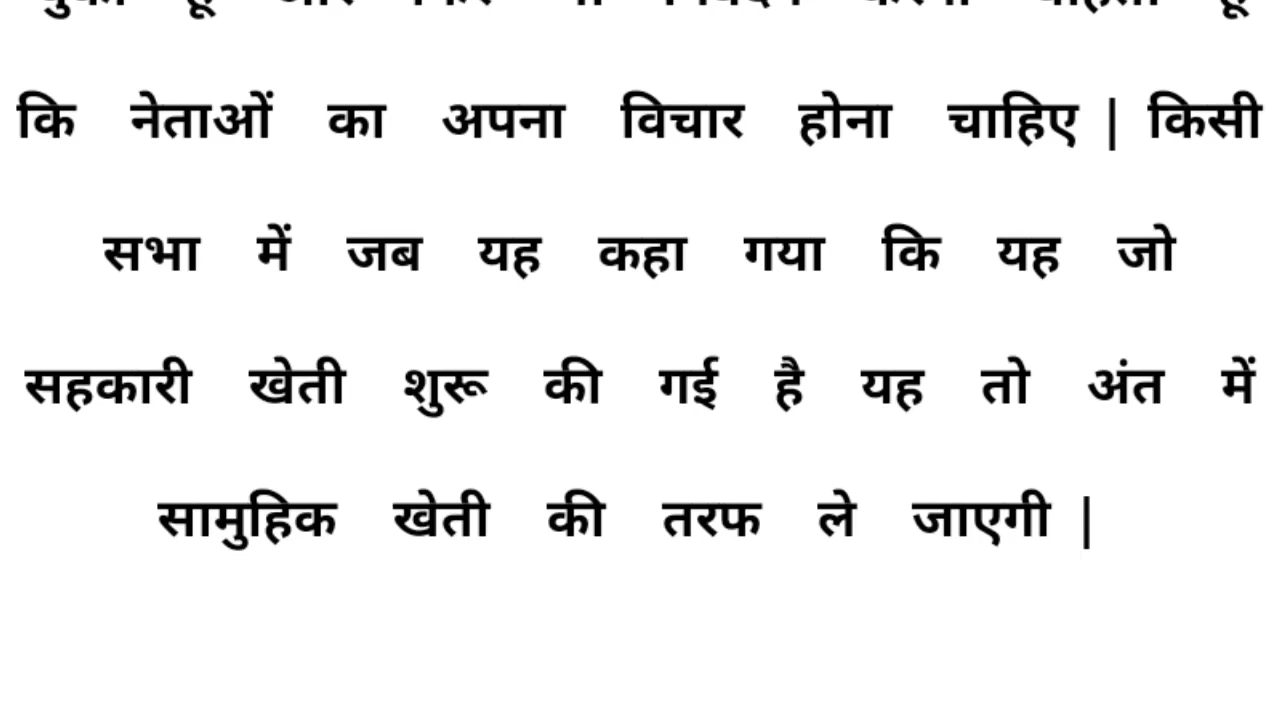 कि नेताओं का अपना विचार होना चाहिए | किसी
सभा में जब यह कहा गया कि यह जो
सहकारी खेती शुरू की गई है यह तो अंत में
सामुहिक खेती की तरफ ले जाएगी |